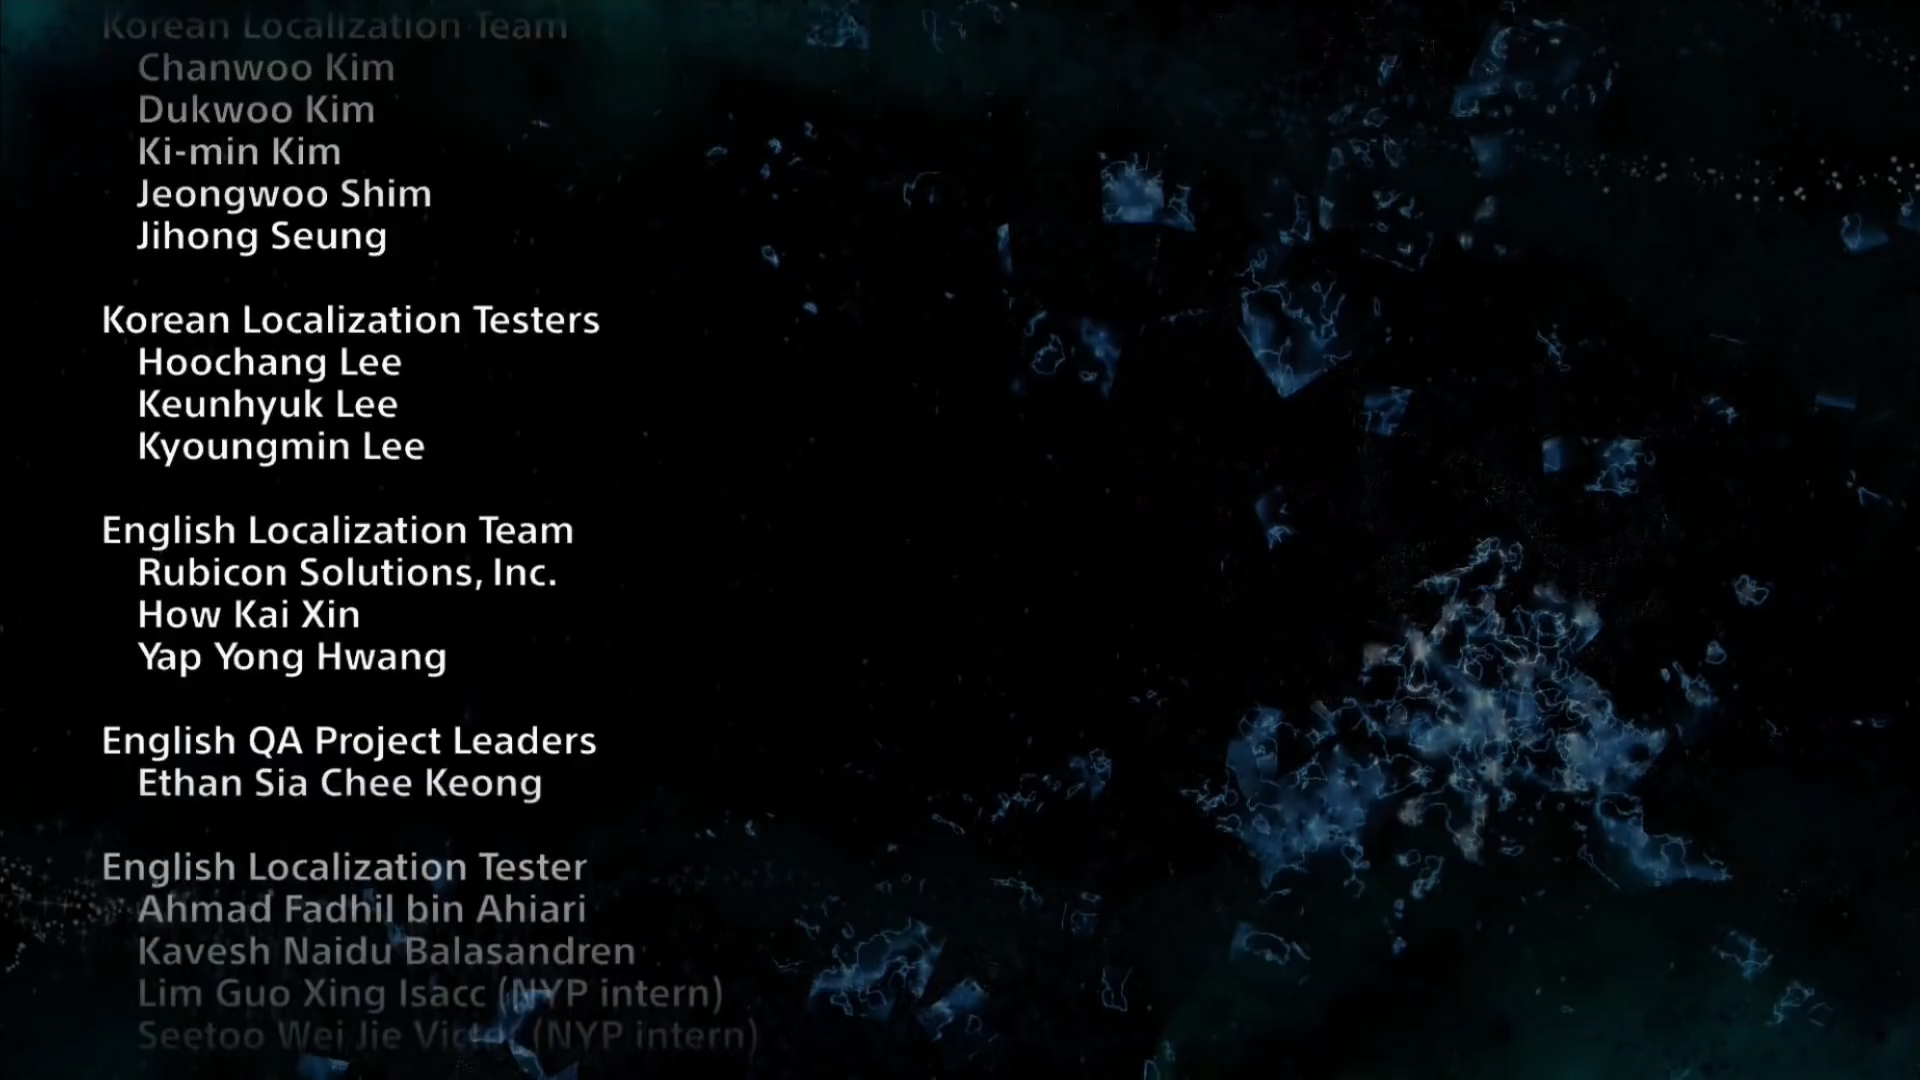 Korean Localization Team
Chanwoo Kim
Dukwoo Kim
Ki-min Kim
Jeongwoo Shim
Jihong Seung
Korean Localization Testers
Hoochang Lee
Keunhyuk Lee
Kyoungmin Lee
English Localization Team
Rubicon Solutions, Inc.
How Kai Xin
Yap Yong Hwang
English QA Project Leaders
Ethan Sia Chee Keong
English Localization Tester
Ahmad Fadhil bin Ahiari
Kavesh Naidu Balasandren
Lim Guo Xing Isacc (NYP intern)
Seetoo Wei Jie (NYP intern)